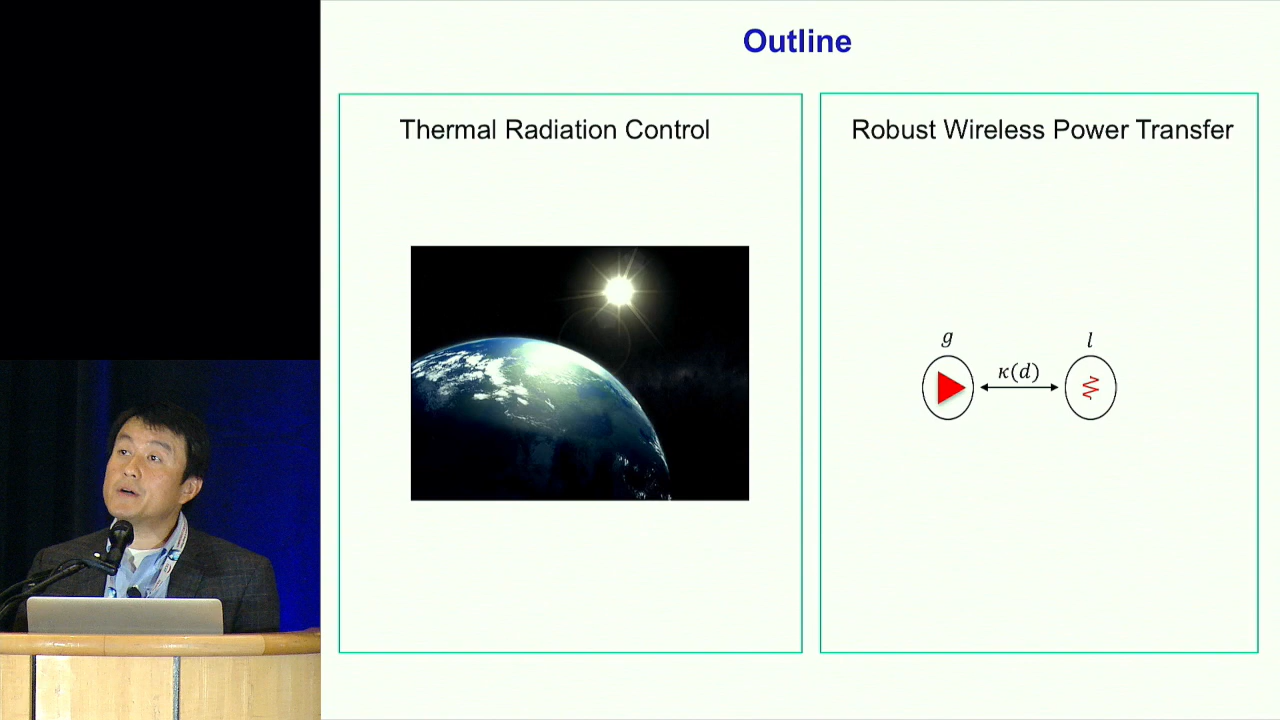 Outline
Thermal Radiation Control
Robust Wireless Power Transfer
g
l
κ(d)